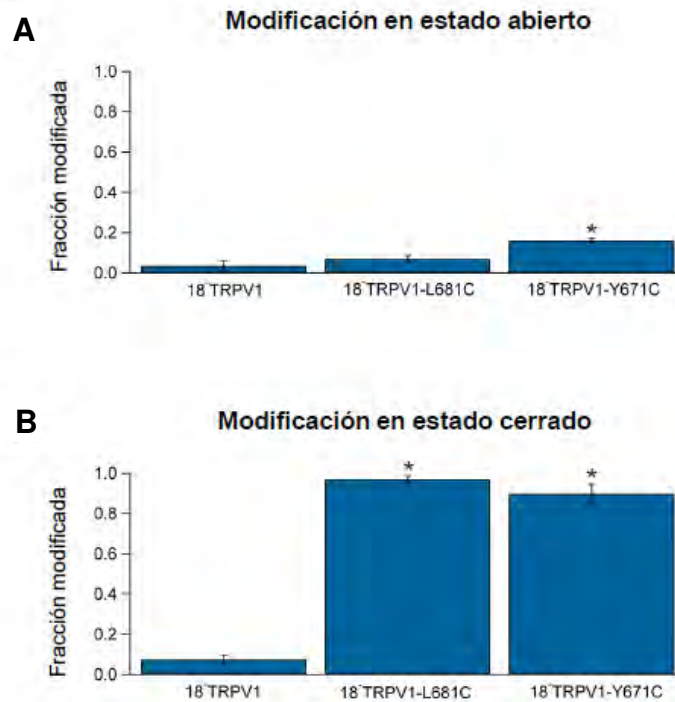 A
Modificación en estado abierto
Fracción modificada
1.0
0.8
0.6
0.4
0.2
0.0
*
18⁻TRPV1
18⁻TRPV1-L681C
18⁻TRPV1-Y671C
B
Modificación en estado cerrado
Fracción modificada
1.0
0.8
0.6
0.4
0.2
0.0
*
*
18⁻TRPV1
18⁻TRPV1-L681C
18⁻TRPV1-Y671C